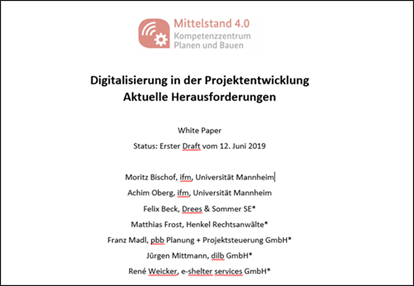 Mittelstand 4.0
Kompetenzzentrum
Planen und Bauen
Digitalisierung in der Projektentwicklung
Aktuelle Herausforderungen
White Paper
Status: Erster Draft vom 12. Juni 2019
Moritz Bischof, ifm, Universität Mannheim
Achim Oberg, ifm, Universität Mannheim
Felix Beck, Drees & Sommer SE*
Matthias Frost, Henkel Rechtsanwälte*
Franz Madl, pbb Planung + Projektsteuerung GmbH*
Jürgen Mittmann, dilb GmbH*
René Weicker, e-shelter services GmbH*